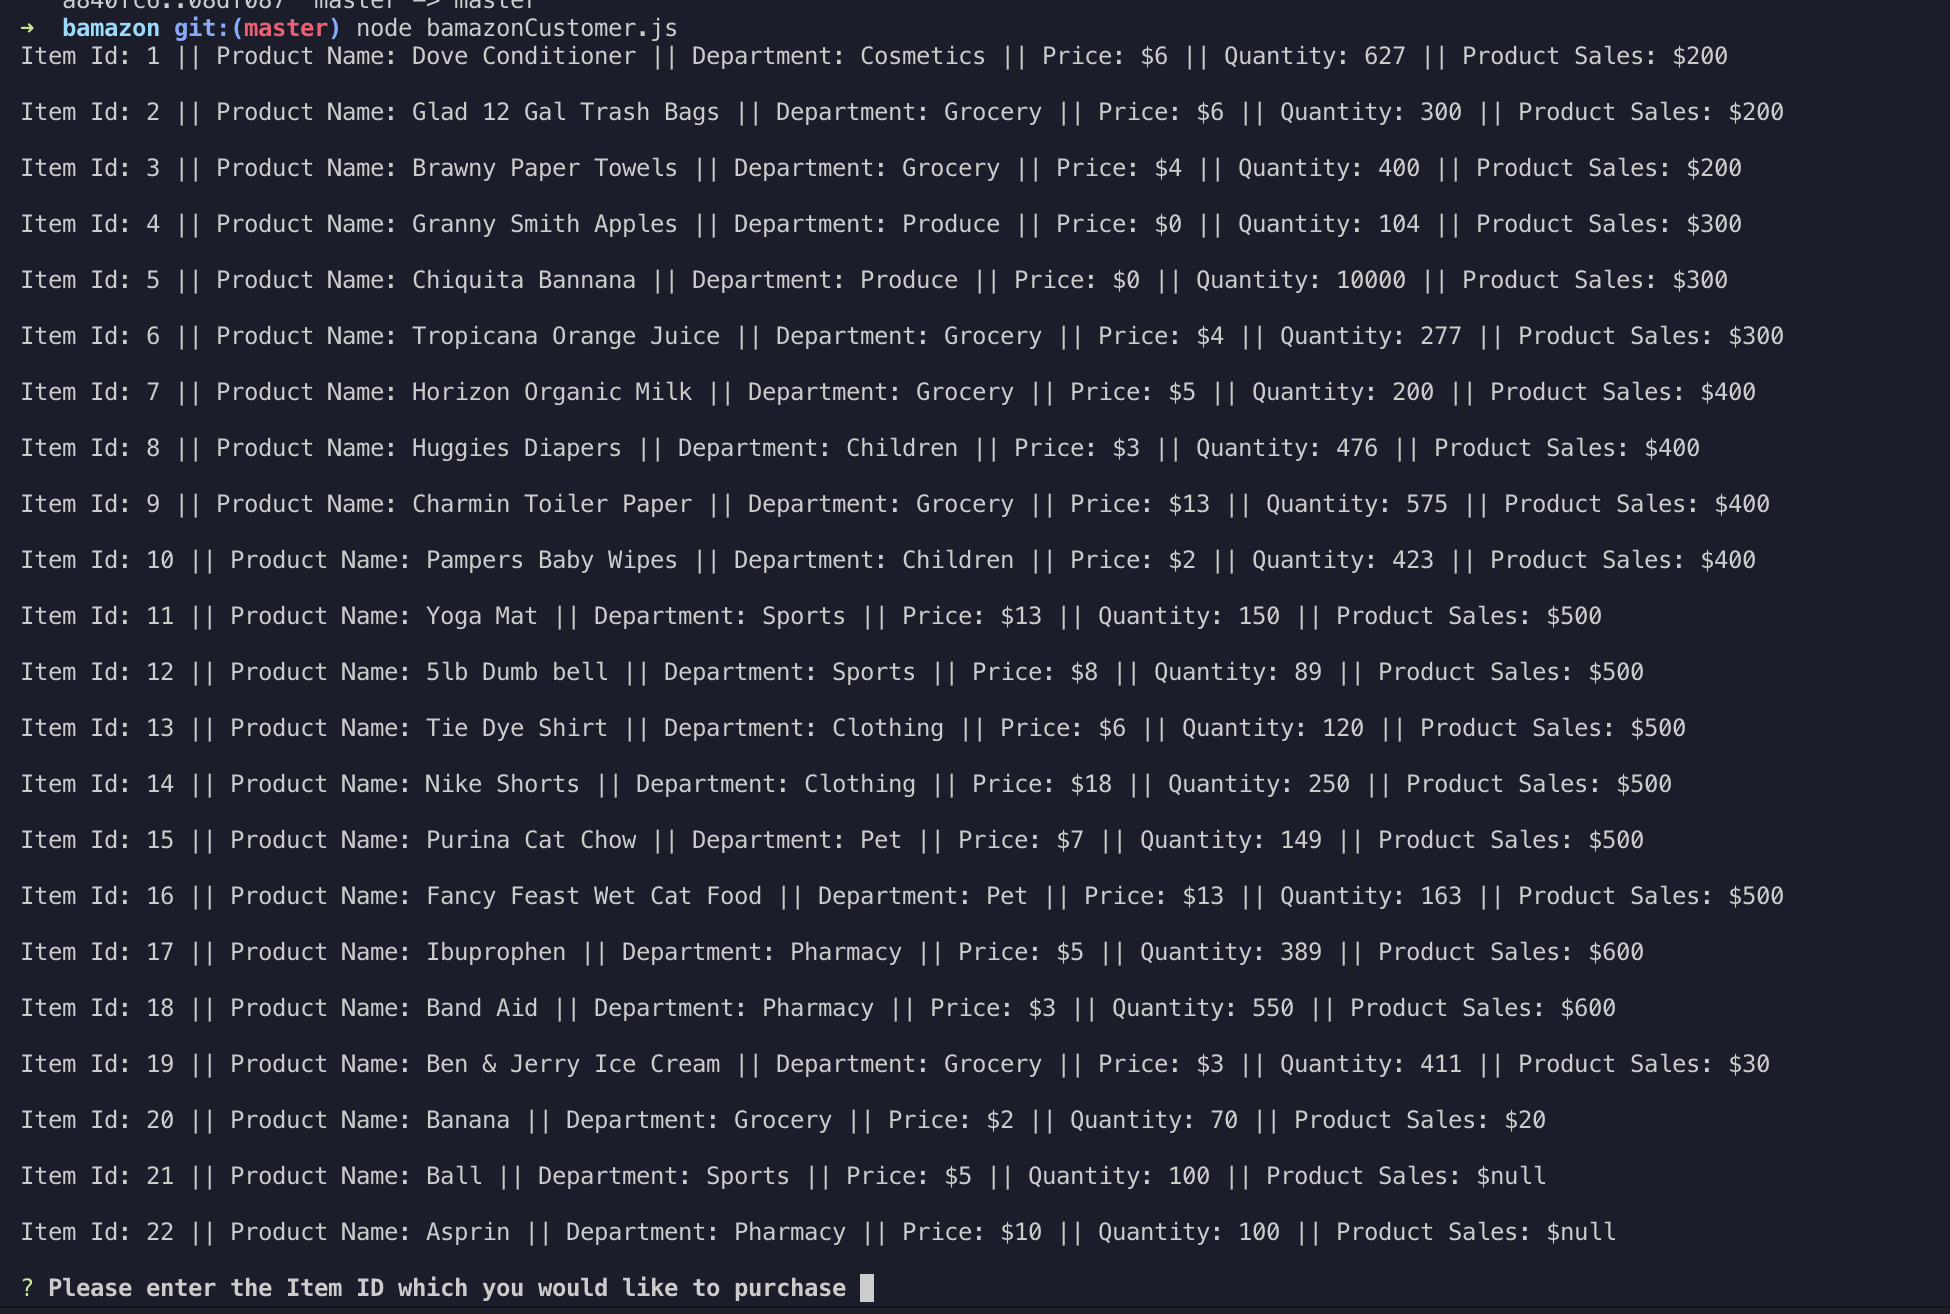 a840fc6..08df087  master -> master
➜  bamazon git:(master) node bamazonCustomer.js
Item Id: 1 || Product Name: Dove Conditioner || Department: Cosmetics || Price: $6 || Quantity: 627 || Product Sales: $200
Item Id: 2 || Product Name: Glad 12 Gal Trash Bags || Department: Grocery || Price: $6 || Quantity: 300 || Product Sales: $200
Item Id: 3 || Product Name: Brawny Paper Towels || Department: Grocery || Price: $4 || Quantity: 400 || Product Sales: $200
Item Id: 4 || Product Name: Granny Smith Apples || Department: Produce || Price: $0 || Quantity: 104 || Product Sales: $300
Item Id: 5 || Product Name: Chiquita Bannana || Department: Produce || Price: $0 || Quantity: 10000 || Product Sales: $300
Item Id: 6 || Product Name: Tropicana Orange Juice || Department: Grocery || Price: $4 || Quantity: 277 || Product Sales: $300
Item Id: 7 || Product Name: Horizon Organic Milk || Department: Grocery || Price: $5 || Quantity: 200 || Product Sales: $400
Item Id: 8 || Product Name: Huggies Diapers || Department: Children || Price: $3 || Quantity: 476 || Product Sales: $400
Item Id: 9 || Product Name: Charmin Toiler Paper || Department: Grocery || Price: $13 || Quantity: 575 || Product Sales: $400
Item Id: 10 || Product Name: Pampers Baby Wipes || Department: Children || Price: $2 || Quantity: 423 || Product Sales: $400
Item Id: 11 || Product Name: Yoga Mat || Department: Sports || Price: $13 || Quantity: 150 || Product Sales: $500
Item Id: 12 || Product Name: 5lb Dumb bell || Department: Sports || Price: $8 || Quantity: 89 || Product Sales: $500
Item Id: 13 || Product Name: Tie Dye Shirt || Department: Clothing || Price: $6 || Quantity: 120 || Product Sales: $500
Item Id: 14 || Product Name: Nike Shorts || Department: Clothing || Price: $18 || Quantity: 250 || Product Sales: $500
Item Id: 15 || Product Name: Purina Cat Chow || Department: Pet || Price: $7 || Quantity: 149 || Product Sales: $500
Item Id: 16 || Product Name: Fancy Feast Wet Cat Food || Department: Pet || Price: $13 || Quantity: 163 || Product Sales: $500
Item Id: 17 || Product Name: Ibuprophen || Department: Pharmacy || Price: $5 || Quantity: 389 || Product Sales: $600
Item Id: 18 || Product Name: Band Aid || Department: Pharmacy || Price: $3 || Quantity: 550 || Product Sales: $600
Item Id: 19 || Product Name: Ben & Jerry Ice Cream || Department: Grocery || Price: $3 || Quantity: 411 || Product Sales: $30
Item Id: 20 || Product Name: Banana || Department: Grocery || Price: $2 || Quantity: 70 || Product Sales: $20
Item Id: 21 || Product Name: Ball || Department: Sports || Price: $5 || Quantity: 100 || Product Sales: $null
Item Id: 22 || Product Name: Asprin || Department: Pharmacy || Price: $10 || Quantity: 100 || Product Sales: $null
? Please enter the Item ID which you would like to purchase